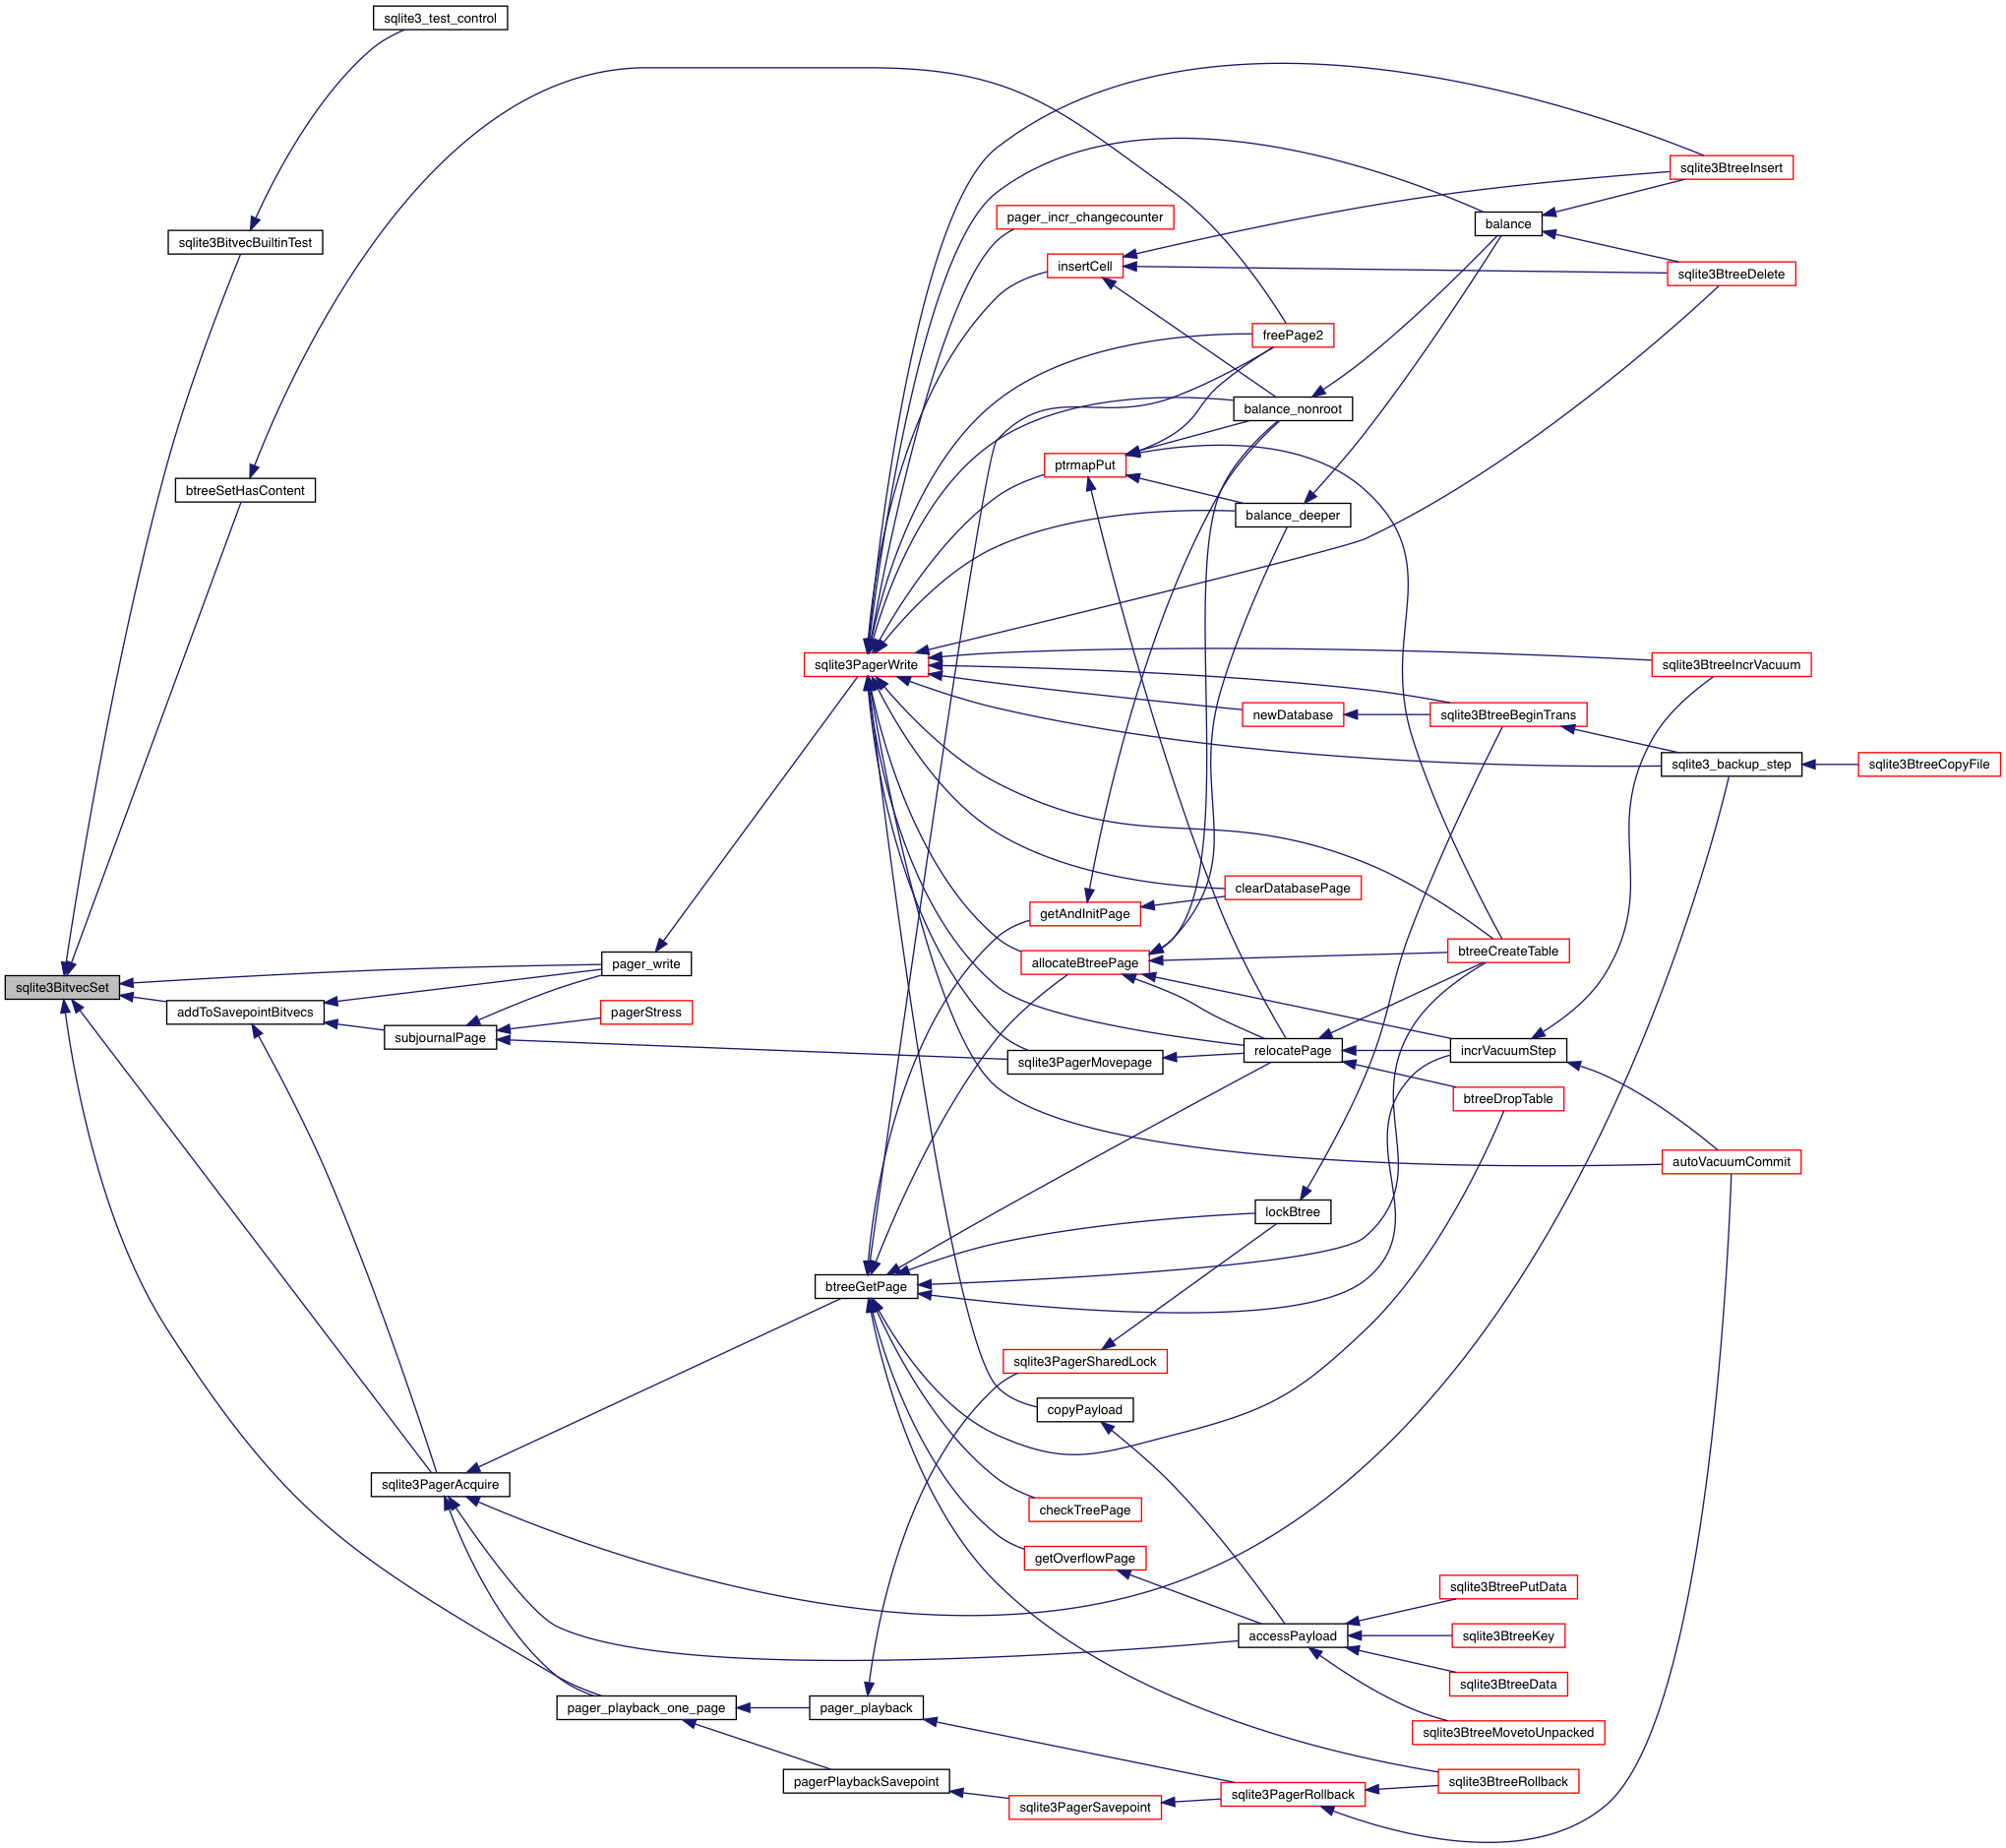 sqlite3_test_control
sqlite3BtreeInsert
pager_incr_changecounter
balance
sqlite3BitvecBuiltinTest
insertCell
sqlite3BtreeDelete
freePage2
balance_nonroot
ptrmapPut
btreeSetHasContent
balance_deeper
sqlite3PagerWrite
sqlite3BtreeIncrVacuum
newDatabase
sqlite3BtreeBeginTrans
sqlite3_backup_step
sqlite3BtreeCopyFile
clearDatabasePage
getAndInitPage
btreeCreateTable
pager_write
allocateBtreePage
sqlite3BitvecSet
addToSavepointBitvecs
pagerStress
subjournalPage
relocatePage
incrVacuumStep
sqlite3PagerMovepage
btreeDropTable
autoVacuumCommit
lockBtree
btreeGetPage
sqlite3PagerSharedLock
copyPayload
sqlite3PagerAcquire
checkTreePage
getOverflowPage
sqlite3BtreePutData
accessPayload
sqlite3BtreeKey
sqlite3BtreeData
pager_playback_one_page
pager_playback
sqlite3BtreeMovetoUnpacked
pagerPlaybackSavepoint
sqlite3BtreeRollback
sqlite3PagerRollback
sqlite3PagerSavepoint